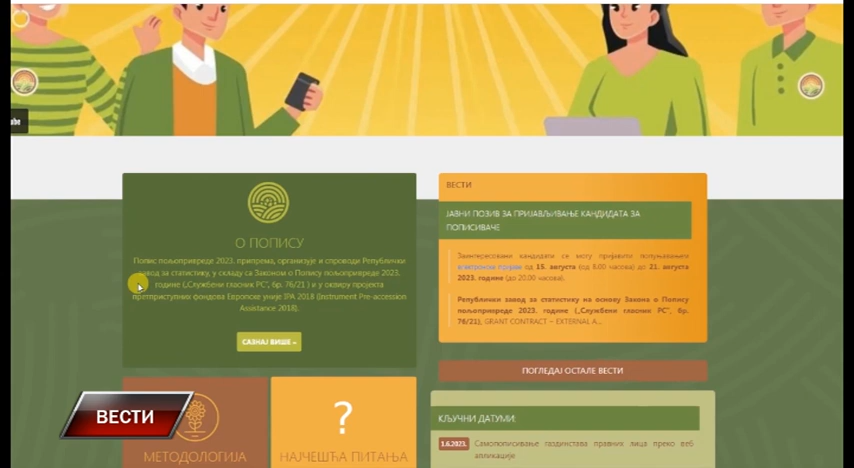 О ПОПИСУ
Попис пољопривреде 2023. припрема, организује и спроводи Републички
завод за статистику, у складу са Законом о Попису пољопривреде 2023.
године („Службени гласник РС”, бр. 76/21 ) и у оквиру пројекта
претприступних фондова Европске уније IPA 2018 (Instrument Pre-accession
Assistance 2018).
САЗНАЈ ВИШЕ »
ВЕСТИ
ЈАВНИ ПОЗИВ ЗА ПРИЈАВЉИВАЊЕ КАНДИДАТА ЗА
ПОПИСИВАЧЕ
Заинтересовани кандидати се могу пријавити попуњавањем
електронске пријаве од 15. августа (од 8.00 часова) до 21. августа
2023. године (до 20.00 часова).
Републички завод за статистику на основу Закона о Попису
пољопривреде 2023. године („Службени гласник РС”, бр.
76/21), GRANT CONTRACT – EXTERNAL A...
ПОГЛЕДАЈ ОСТАЛЕ ВЕСТИ
КЉУЧНИ ДАТУМИ:
1.6.2023. Самопописивање газдинстава правних лица преко веб
апликације
?
МЕТОДОЛОГИЈА
НАЈЧЕШЋА ПИТАЊА
ВЕСТИ